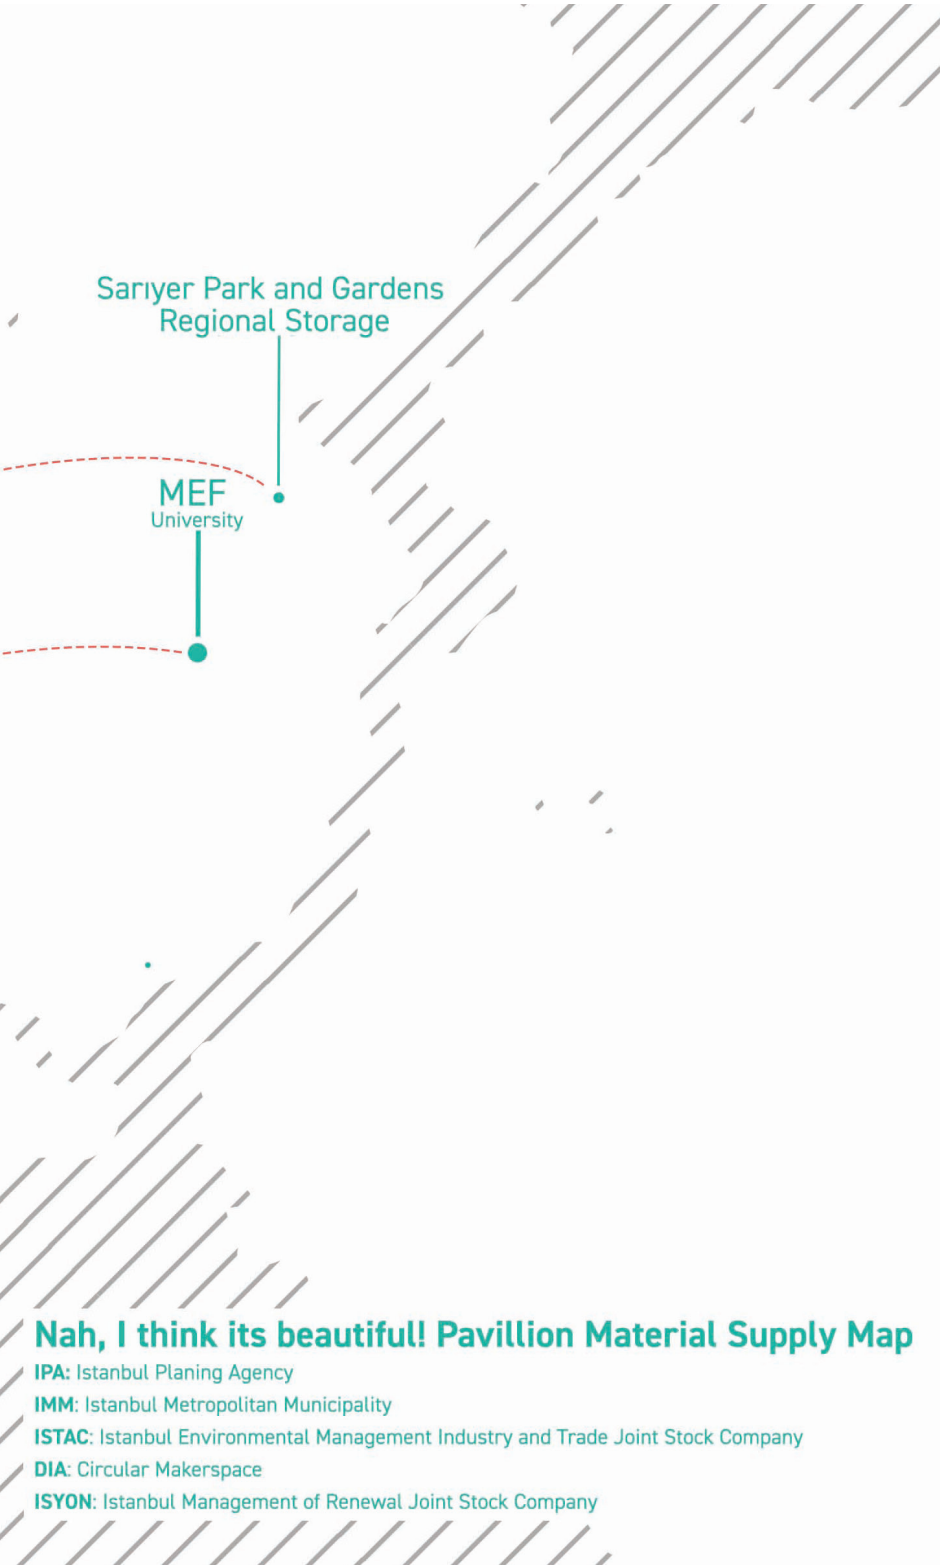 Sarıyer Park and Gardens
Regional Storage
MEF
University
Nah, I think its beautiful! Pavillion Material Supply Map
IPA: Istanbul Planing Agency
IMM: Istanbul Metropolitan Municipality
ISTAC: Istanbul Environmental Management Industry and Trade Joint Stock Company
DIA: Circular Makerspace
ISYON: Istanbul Management of Renewal Joint Stock Company